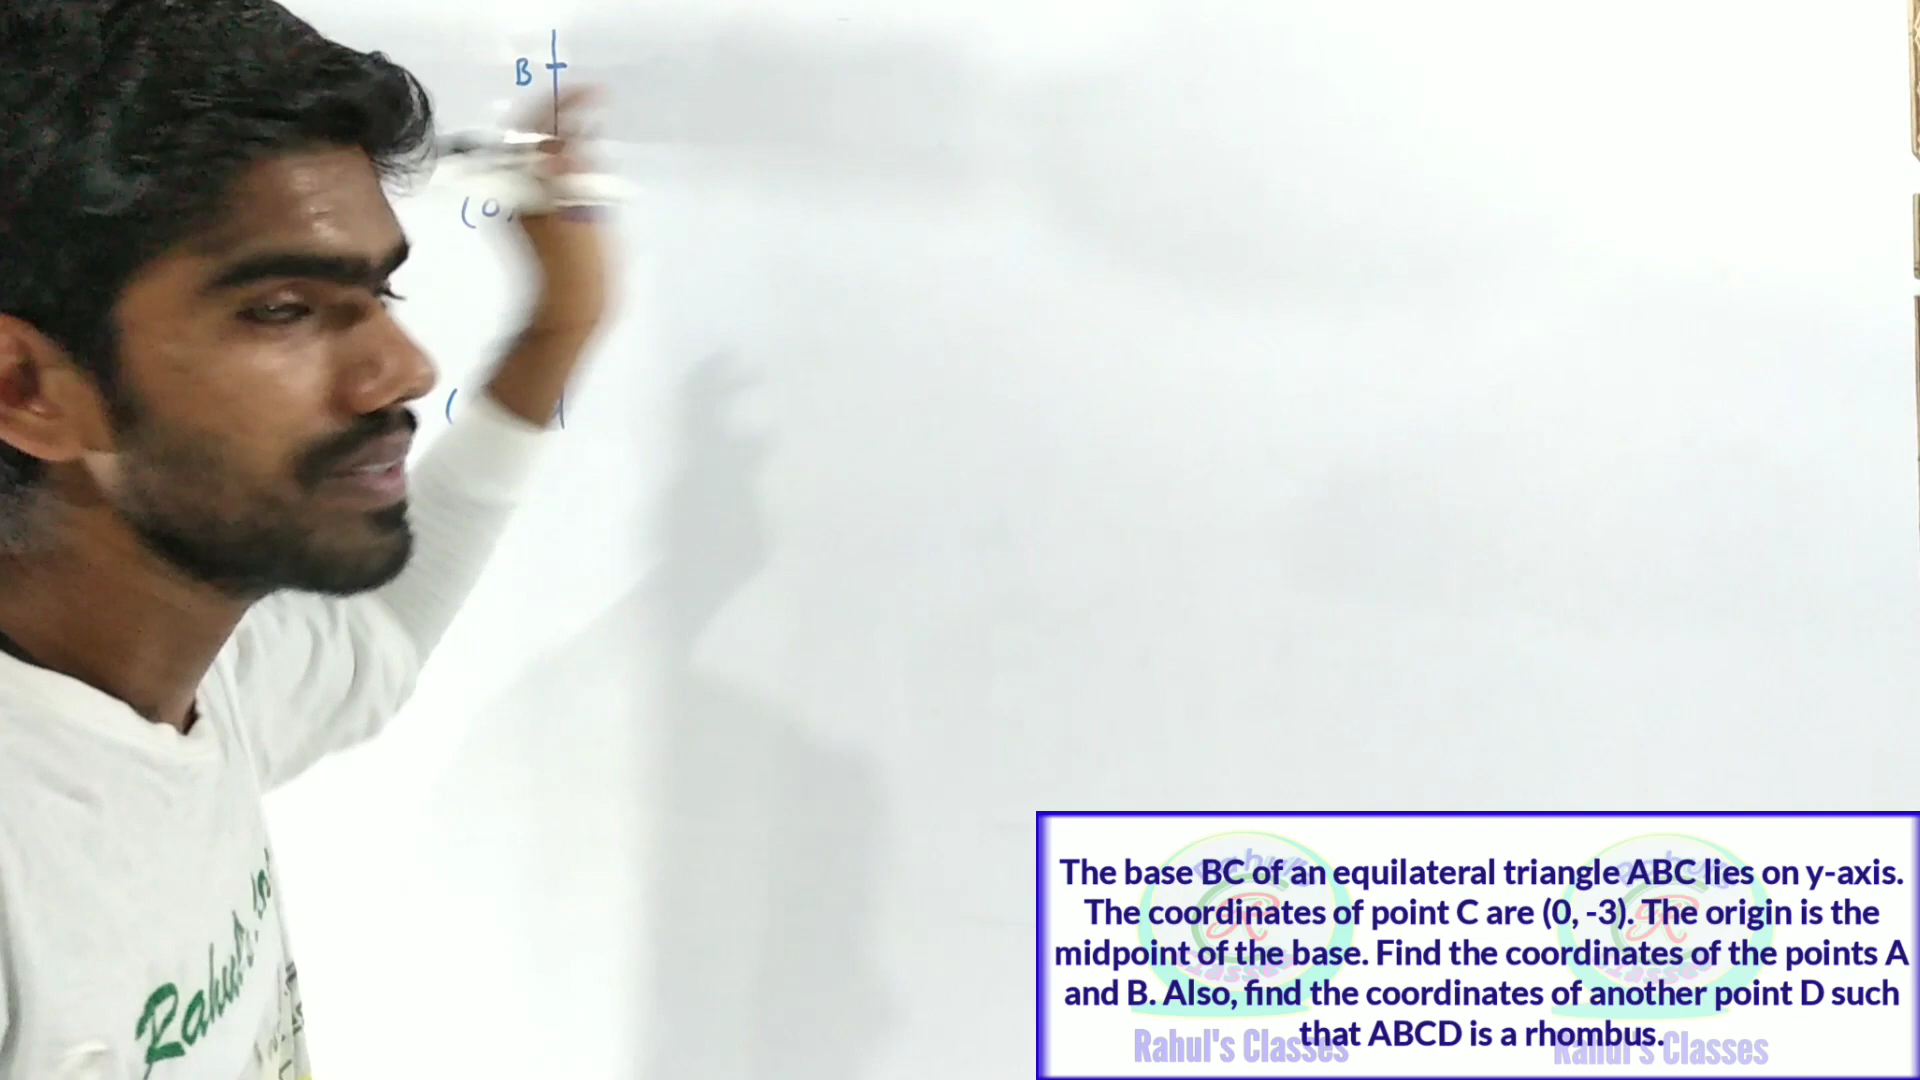 B
(0,
(
The base BC of an equilateral triangle ABC lies on y-axis.
The coordinates of point C are (0, -3). The origin is the
midpoint of the base. Find the coordinates of the points A
and B. Also, find the coordinates of another point D such
that ABCD is a rhombus.
Rahul's Classes
Rahul's Classes